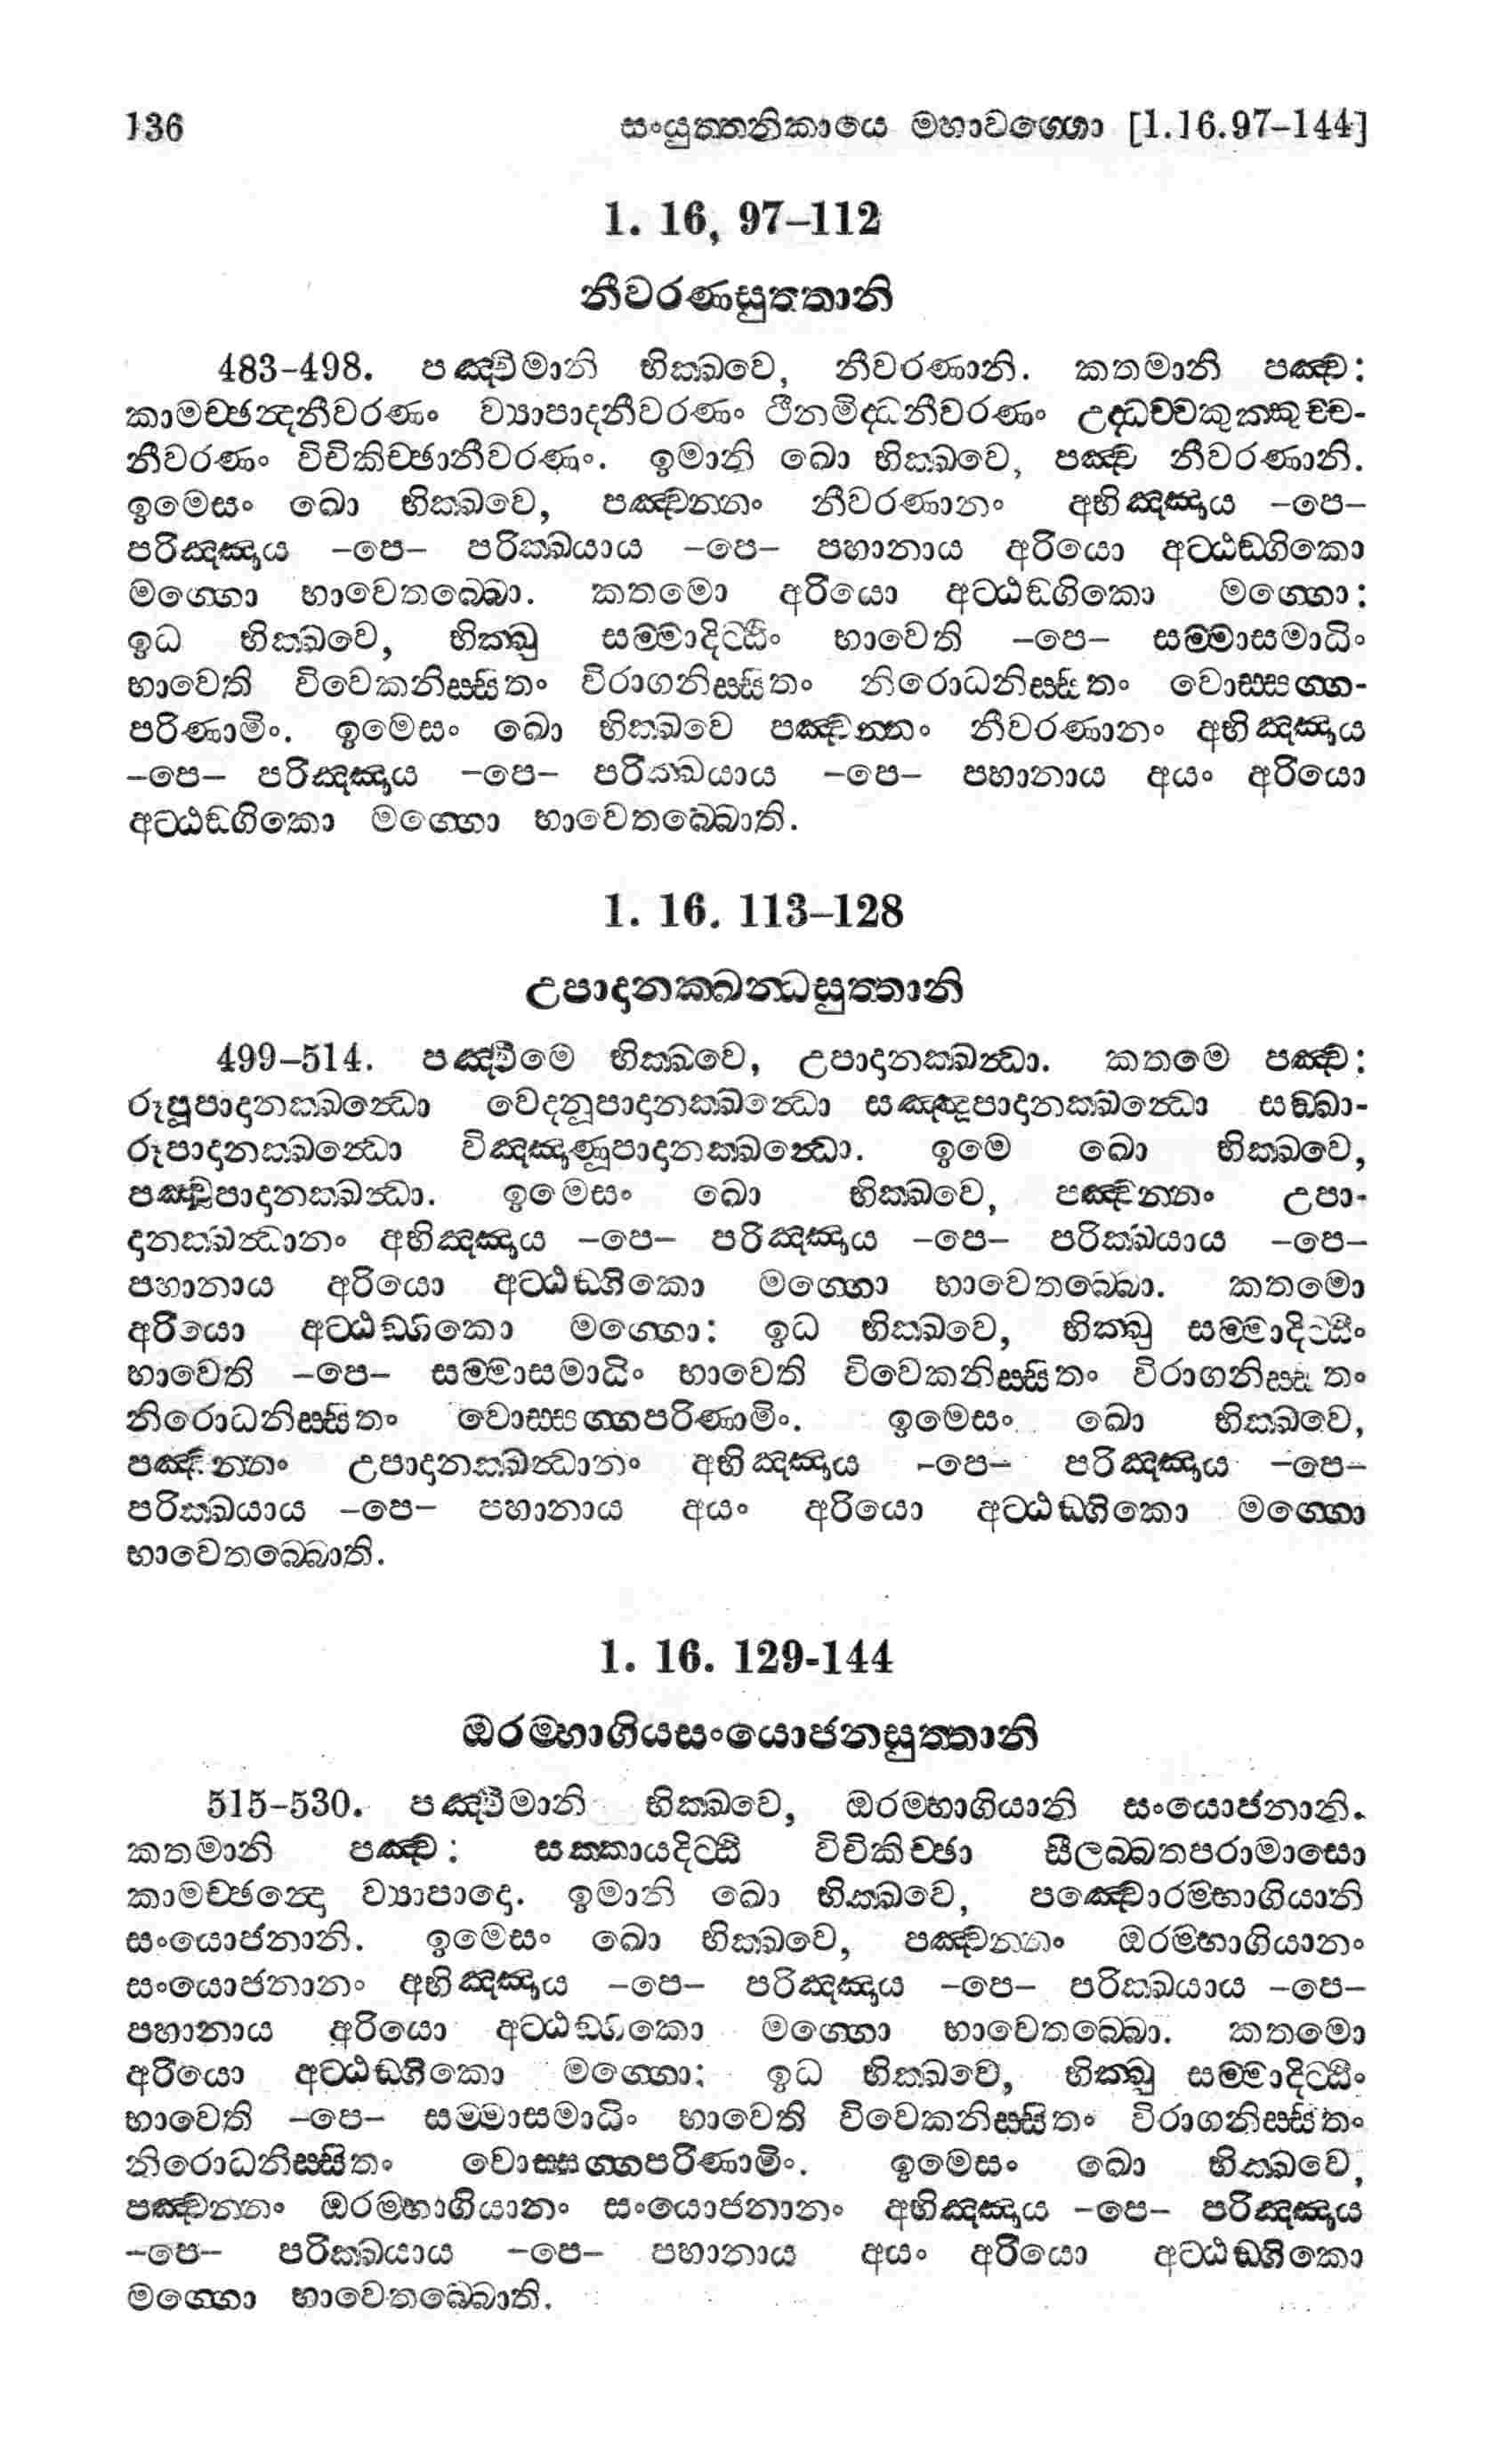 136 සංයුත්තනිකායෙ මහාවග්ගො [1.16.97-144]
1. 16, 97-112
නීවරණසුත්තානි
483-498. පඤ්චිමානි භික්ඛවෙ, නීවරණානි. කතමානි පඤ්ච:
කාමච්ඡන්දනීවරණං ව්‍යාපාදනීවරණං ථීනමිද්ධනීවරණං උද්ධච්චකුක්කුච්ච-
නීවරණං විචිකිච්ඡානීවරණං. ඉමානි ඛො භික්ඛවෙ, පඤ්ච නීවරණානි.
ඉමෙසං ඛො භික්ඛවෙ, පඤ්චන්නං නීවරණානං අභිඤ්ඤාය -පෙ-
පරිඤ්ඤාය -පෙ- පරික්ඛයාය -පෙ- පහානාය අරියො අට්ඨඞ්ගිකො
මග්ගො භාවෙතබ්බො. කතමො අරියො අට්ඨඞ්ගිකො මග්ගො:
ඉධ භික්ඛවෙ, භික්ඛු සම්මාදිට්ඨිං භාවෙති -පෙ- සම්මාසමාධිං
භාවෙති විවෙකනිස්සිතං විරාගනිස්සිතං නිරොධනිස්සිතං වොස්සග්ග-
පරිණාමිං. ඉමෙසං ඛො භික්ඛවෙ පඤ්චන්නං නීවරණානං අභිඤ්ඤාය
-පෙ- පරිඤ්ඤාය -පෙ- පරික්ඛයාය -පෙ- පහානාය අයං අරියො
අට්ඨඞ්ගිකො මග්ගො භාවෙතබ්බොති.
1. 16. 113-128
උපාදානක්ඛන්ධසුත්තානි
499-514. පඤ්චිමෙ භික්ඛවෙ, උපාදානක්ඛන්ධා. කතමෙ පඤ්ච:
රූපූපාදානක්ඛන්ධො වෙදනූපාදානක්ඛන්ධො සඤ්ඤූපාදානක්ඛන්ධො සඞ්ඛා-
රූපාදානක්ඛන්ධො විඤ්ඤාණූපාදානක්ඛන්ධො. ඉමෙ ඛො භික්ඛවෙ,
පඤ්චුපාදානක්ඛන්ධා. ඉමෙසං ඛො භික්ඛවෙ, පඤ්චන්නං උපා-
දානක්ඛන්ධානං අභිඤ්ඤාය -පෙ- පරිඤ්ඤාය -පෙ- පරික්ඛයාය -පෙ-
පහානාය අරියො අට්ඨඞ්ගිකො මග්ගො භාවෙතබ්බො. කතමො
අරියො අට්ඨඞ්ගිකො මග්ගො: ඉධ භික්ඛවෙ, භික්ඛු සම්මාදිට්ඨිං
භාවෙති -පෙ- සම්මාසමාධිං භාවෙති විවෙකනිස්සිතං විරාගනිස්සිතං
නිරොධනිස්සිතං වොස්සග්ගපරිණාමිං. ඉමෙසං ඛො භික්ඛවෙ,
පඤ්චන්නං උපාදානක්ඛන්ධානං අභිඤ්ඤාය -පෙ- පරිඤ්ඤාය -පෙ-
පරික්ඛයාය -පෙ- පහානාය අයං අරියො අට්ඨඞ්ගිකො මග්ගො
භාවෙතබ්බොති.
1. 16. 129-144
ඔරම්භාගියසංයොජනසුත්තානි
515-530. පඤ්චිමානි භික්ඛවෙ, ඔරම්භාගියානි සංයොජනානි.
කතමානි පඤ්ච: සක්කායදිට්ඨි විචිකිච්ඡා සීලබ්බතපරාමාසො
කාමච්ඡන්දො ව්‍යාපාදො. ඉමානි ඛො භික්ඛවෙ, පඤ්චොරම්භාගියානි
සංයොජනානි. ඉමෙසං ඛො භික්ඛවෙ, පඤ්චන්නං ඔරම්භාගියානං
සංයොජනානං අභිඤ්ඤාය -පෙ- පරිඤ්ඤාය -පෙ- පරික්ඛයාය -පෙ-
පහානාය අරියො අට්ඨඞ්ගිකො මග්ගො භාවෙතබ්බො. කතමො
අරියො අට්ඨඞ්ගිකො මග්ගො: ඉධ භික්ඛවෙ, භික්ඛු සම්මාදිට්ඨිං
භාවෙති -පෙ- සම්මාසමාධිං භාවෙති විවෙකනිස්සිතං විරාගනිස්සිතං
නිරොධනිස්සිතං වොස්සග්ගපරිණාමිං. ඉමෙසං ඛො භික්ඛවෙ,
පඤ්චන්නං ඔරම්භාගියානං සංයොජනානං අභිඤ්ඤාය -පෙ- පරිඤ්ඤාය
-පෙ- පරික්ඛයාය -පෙ- පහානාය අයං අරියො අට්ඨඞ්ගිකො
මග්ගො භාවෙතබ්බොති.